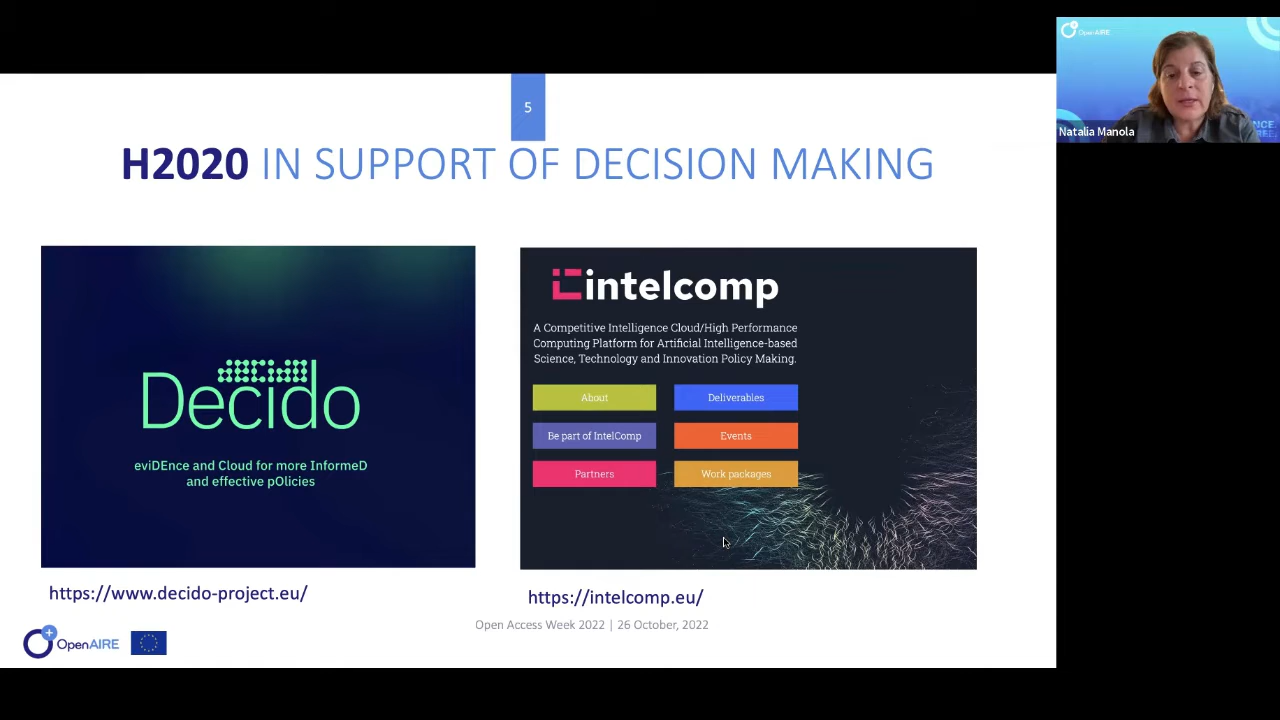 5
H2020 IN SUPPORT OF DECISION MAKING
Decido
eviDEnce and Cloud for more InformeD
and effective pOlicies
https://www.decido-project.eu/
intelcomp
A Competitive Intelligence Cloud/High Performance
Computing Platform for Artificial Intelligence-based
Science, Technology and Innovation Policy Making.
About
Deliverables
Be part of IntelComp
Events
Partners
Work packages
https://intelcomp.eu/
Open Access Week 2022 | 26 October, 2022
OpenAIRE
OpenAIRE
Natalia Manola